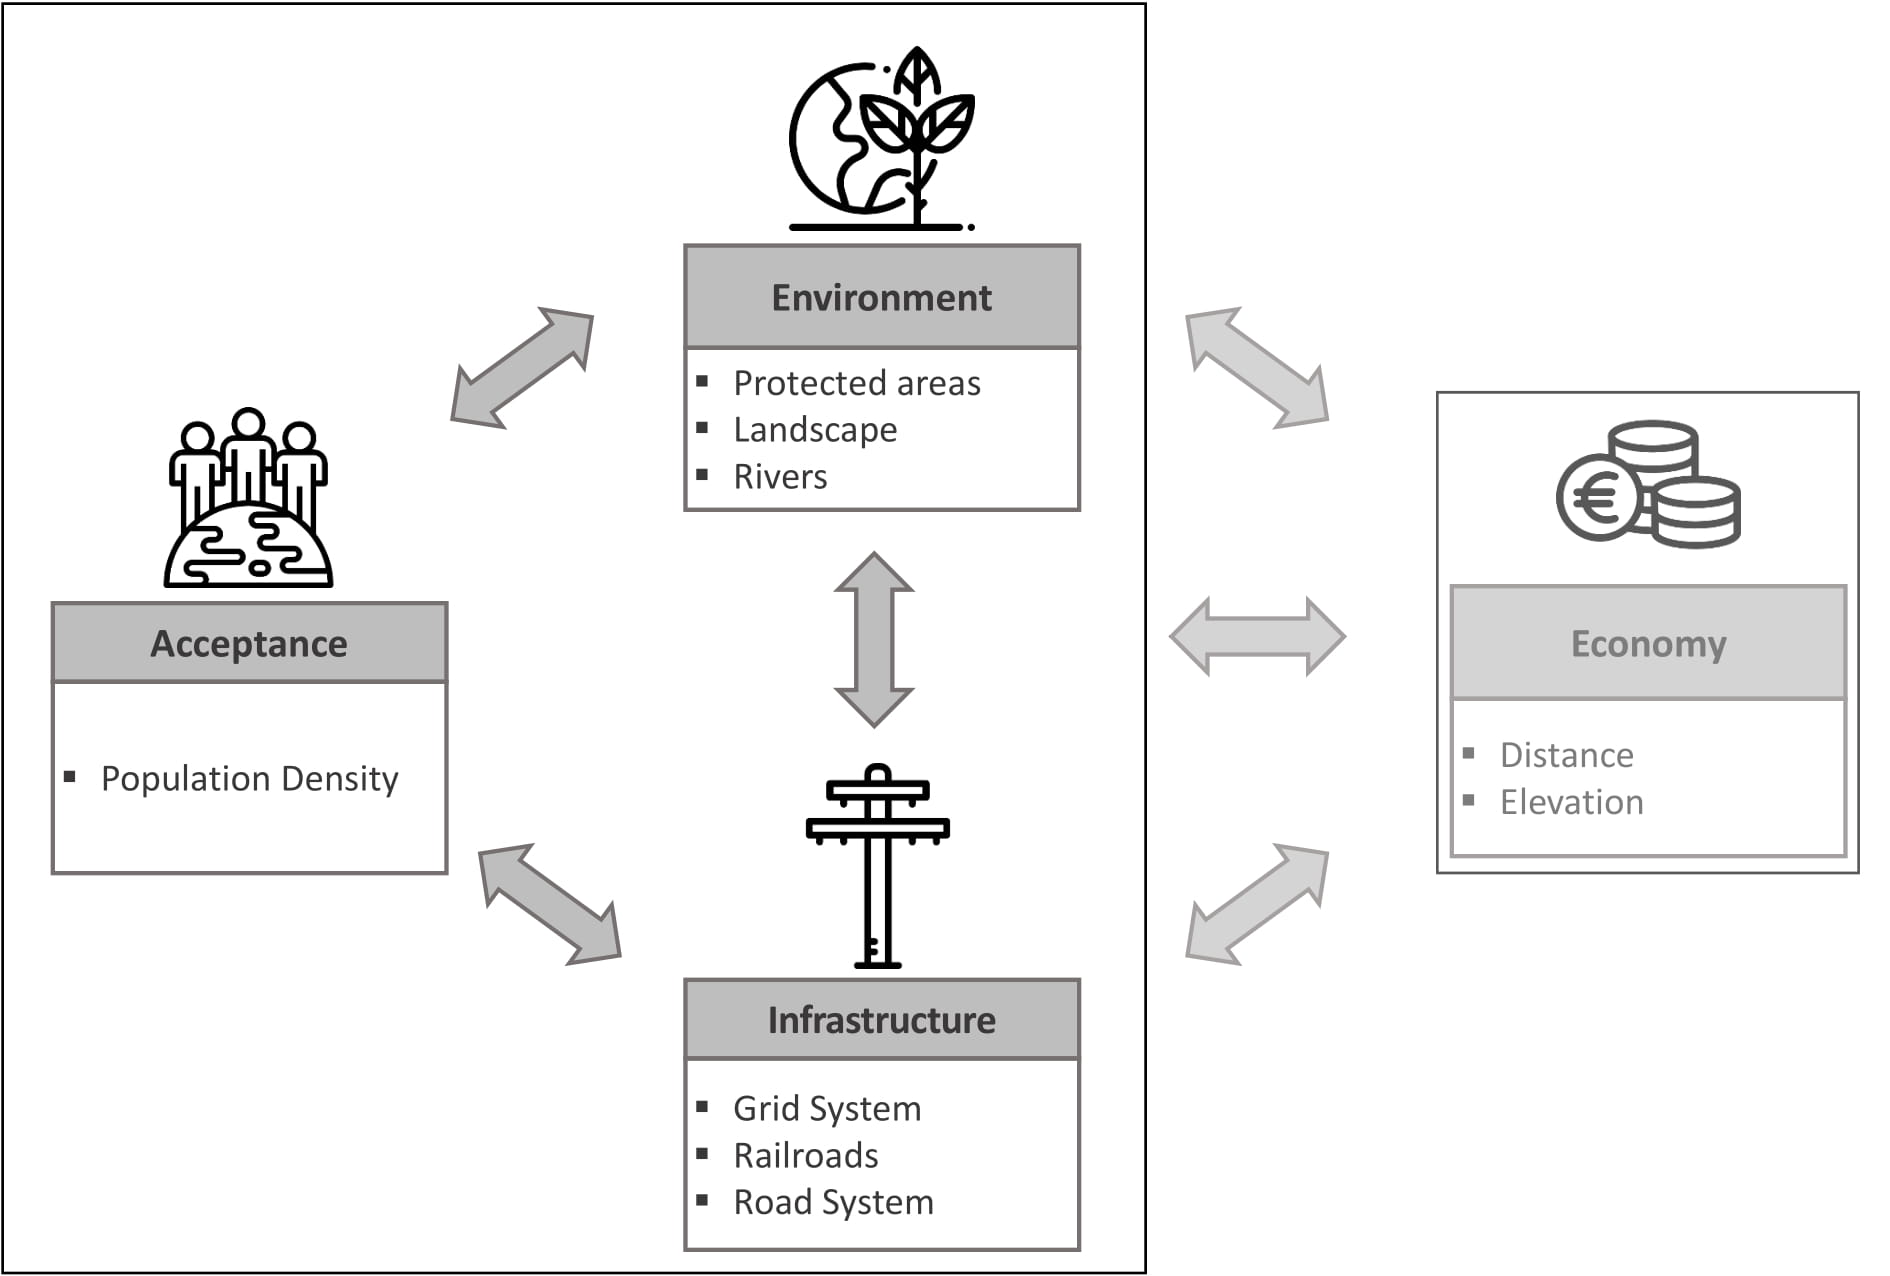 Environment
Protected areas
Landscape
Rivers
Acceptance
Population Density
Infrastructure
Grid System
Railroads
Road System
€
Economy
Distance
Elevation